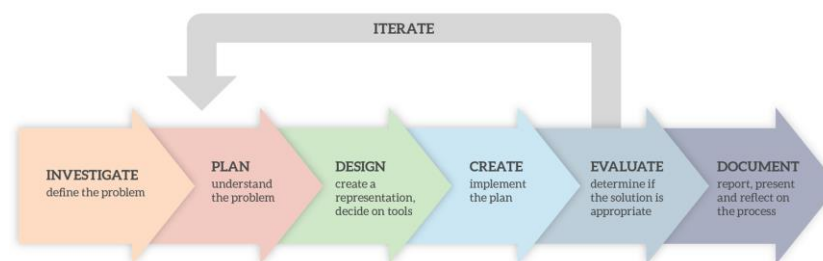 ITERATE
INVESTIGATE
define the problem
PLAN
understand
the problem
DESIGN
create a
representation,
decide on tools
CREATE
implement
the plan
EVALUATE
determine if
the solution is
appropriate
DOCUMENT
report, present
and reflect on
the process